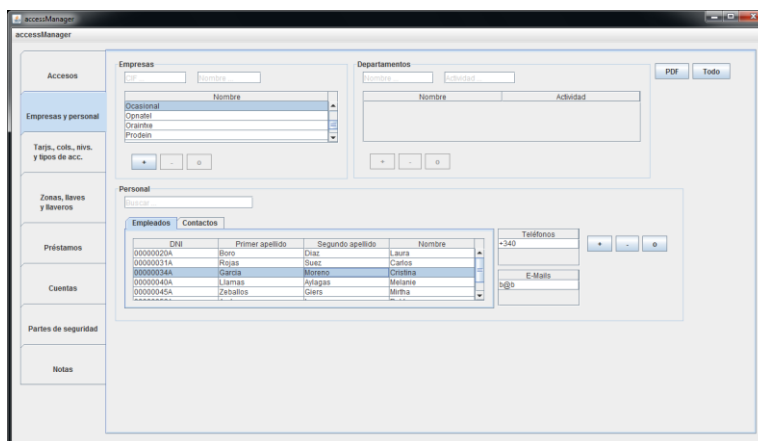 accessManager
accessManager
Accesos
Empresas y personal
Tarjs., cols., nivs.
y tipos de acc.
Zonas, llaves
y llaveros
Préstamos
Cuentas
Partes de seguridad
Notas
Empresas
CIF... Nombre...
Nombre
Ocasional
Opnatel
Orainfre
Prodein
+ - o
Departamentos
Nombre... Actividad...
Nombre Actividad
+ - o
PDF Todo
Personal
Buscar...
Empleados Contactos
DNI Primer apellido Segundo apellido Nombre
00000020A Boro Diaz Laura
00000031A Rojas Suez Carlos
00000034A Garcia Moreno Cristina
00000040A Llamas Aylagas Melanie
00000045A Zeballos Giers Mirtha
Teléfonos
+340
E-Mails
b@b
+ - o